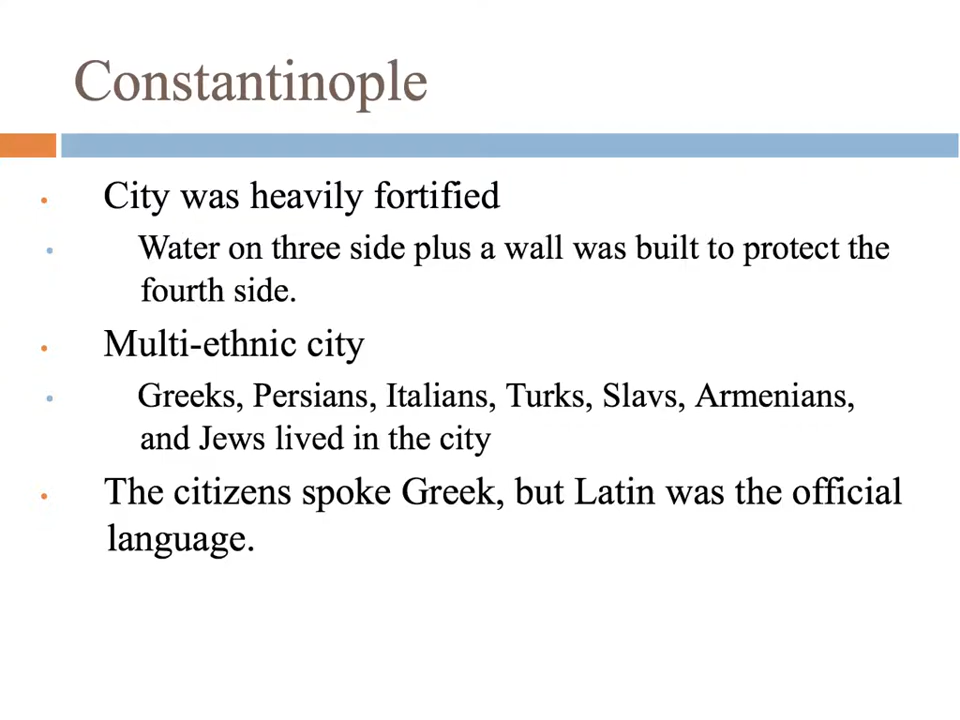 Constantinople
• City was heavily fortified
• Water on three side plus a wall was built to protect the
fourth side.
• Multi-ethnic city
• Greeks, Persians, Italians, Turks, Slavs, Armenians,
and Jews lived in the city
• The citizens spoke Greek, but Latin was the official
language.